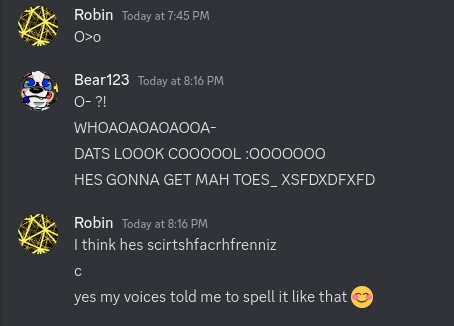 Robin Today at 7:45 PM
O>o
Bear123 Today at 8:16 PM
O- ?!
WHOAOAOAOAOOA-
DATS LOOOK COOOOOL :OOOOOOO
HES GONNA GET MAH TOES_ XSFDXDFXFD
Robin Today at 8:16 PM
I think hes scirtshfacrhfrenniz
c
yes my voices told me to spell it like that 😊